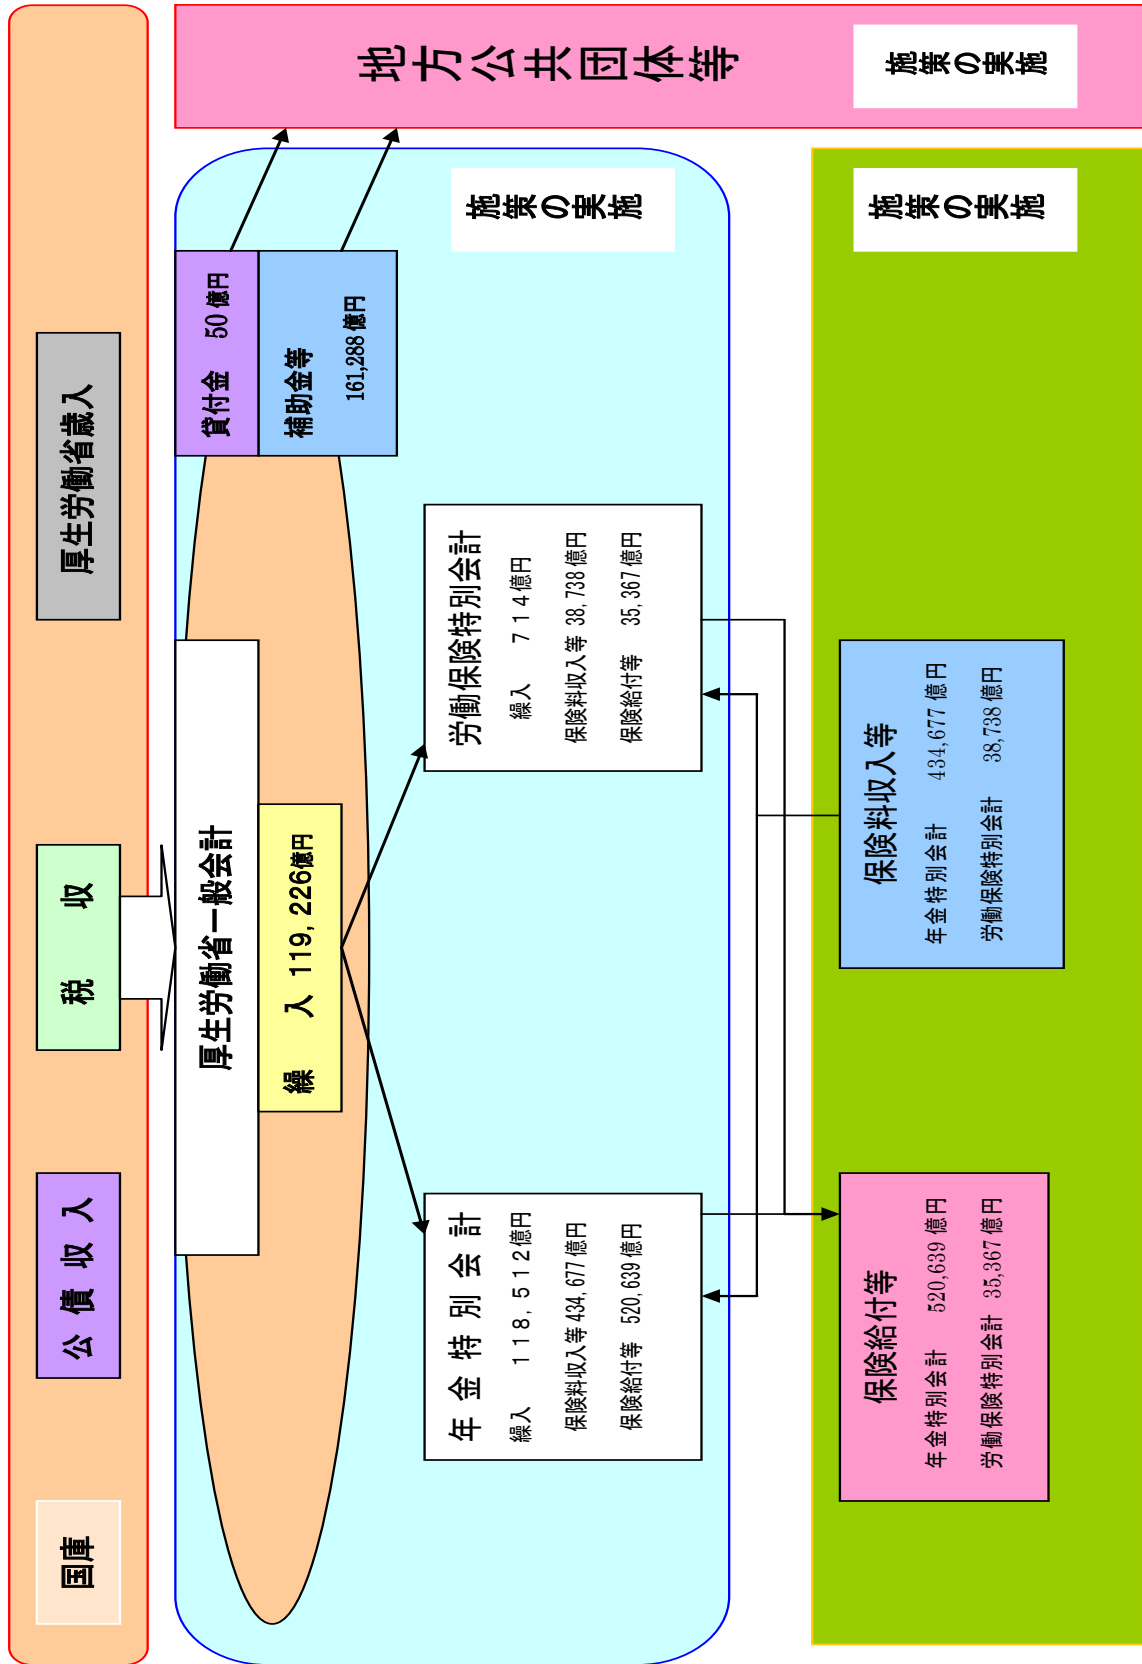 国庫
公債収入
税　収
厚生労働省歳入
厚生労働省一般会計
繰　入 119,226億円
貸付金　50億円
補助金等
161,288億円
地方公共団体等
施策の実施
施策の実施
年金特別会計
繰入　118,512億円
保険料収入等 434,677億円
保険給付等　520,639億円
労働保険特別会計
繰入　714億円
保険料収入等 38,738億円
保険給付等　35,367億円
保険給付等
年金特別会計　520,639億円
労働保険特別会計 35,367億円
保険料収入等
年金特別会計　434,677億円
労働保険特別会計　38,738億円
施策の実施